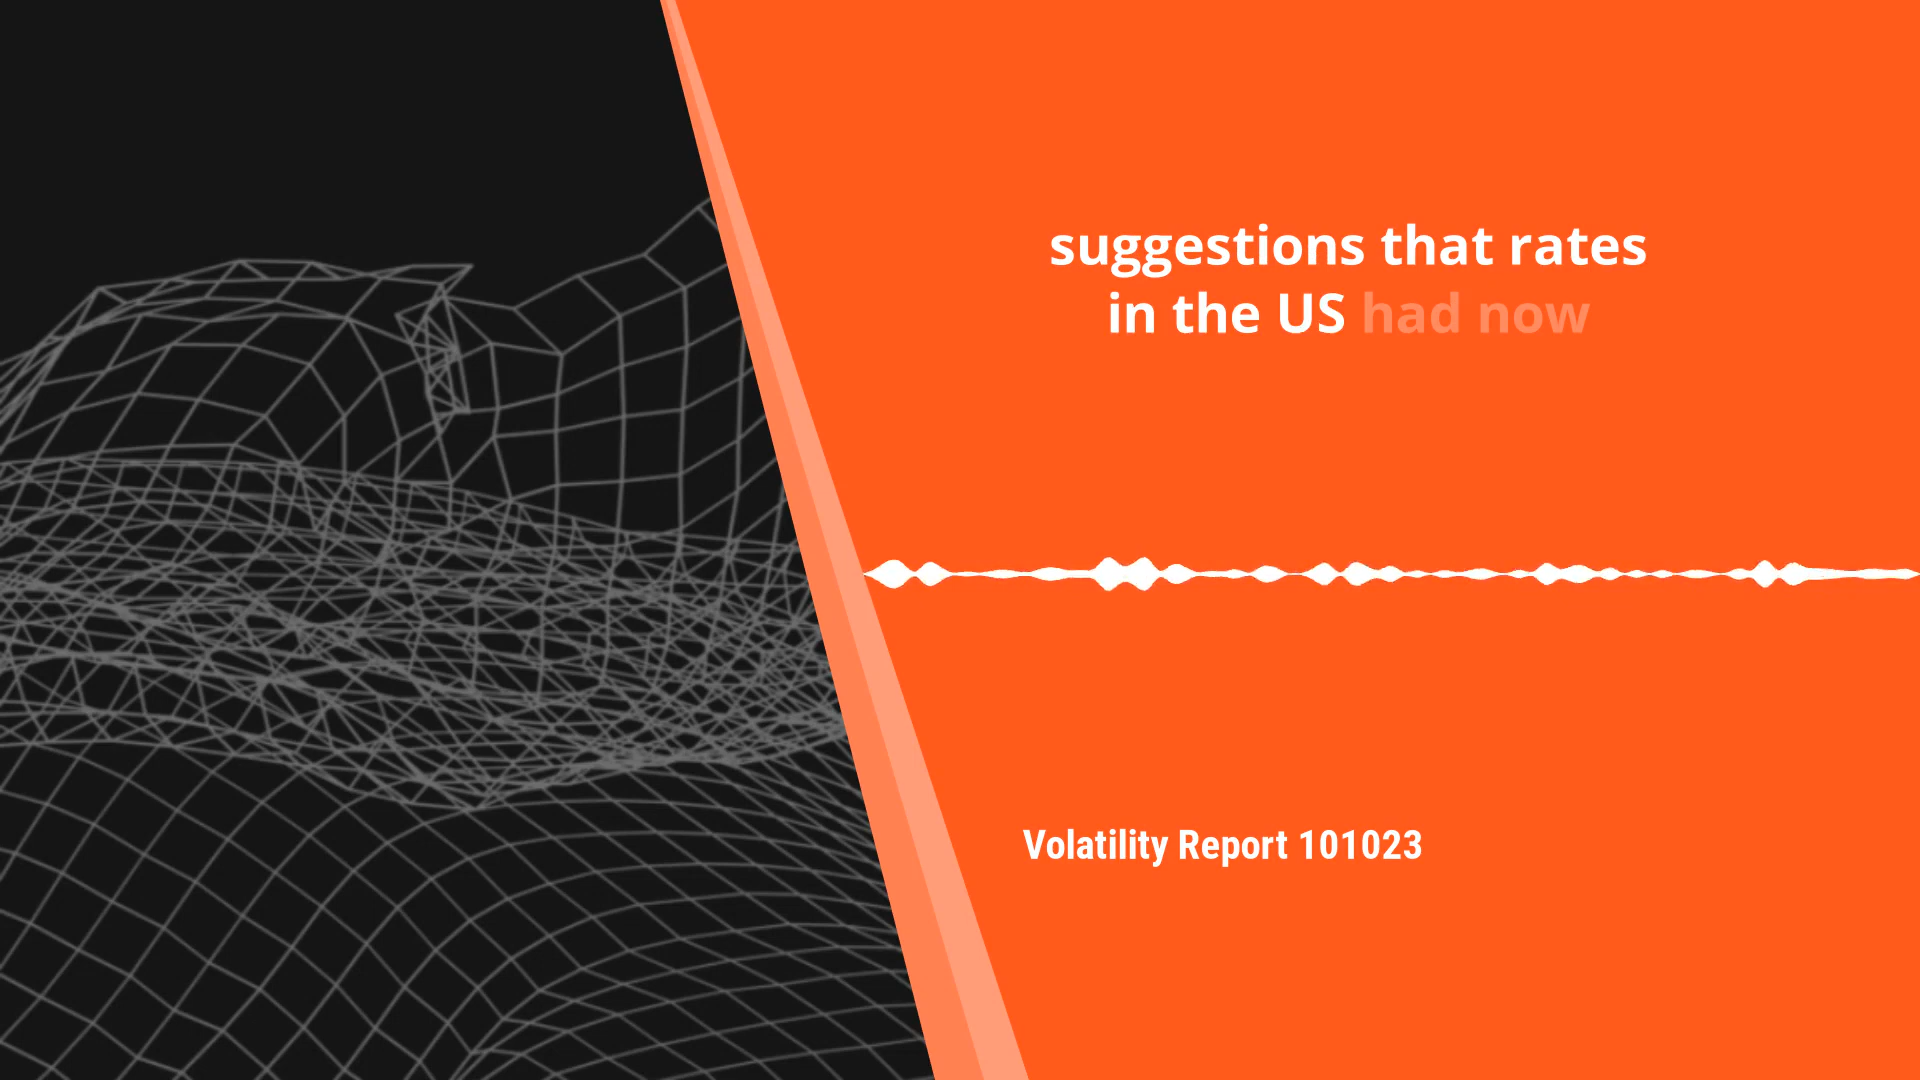 suggestions that rates
in the US had now
Volatility Report 101023